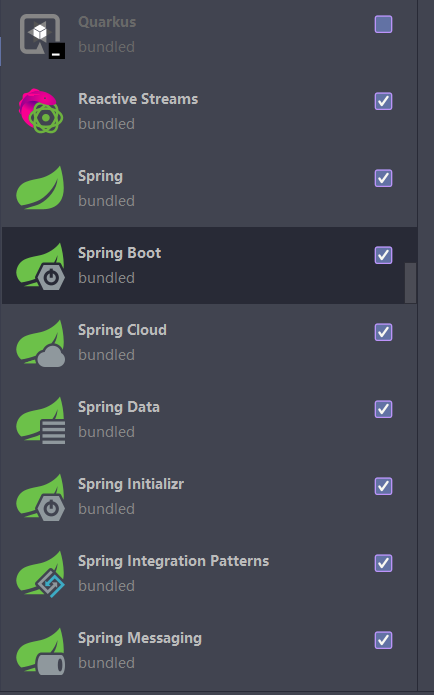 Quarkus
bundled
Reactive Streams
bundled
Spring
bundled
Spring Boot
bundled
Spring Cloud
bundled
Spring Data
bundled
Spring Initializr
bundled
Spring Integration Patterns
bundled
Spring Messaging
bundled